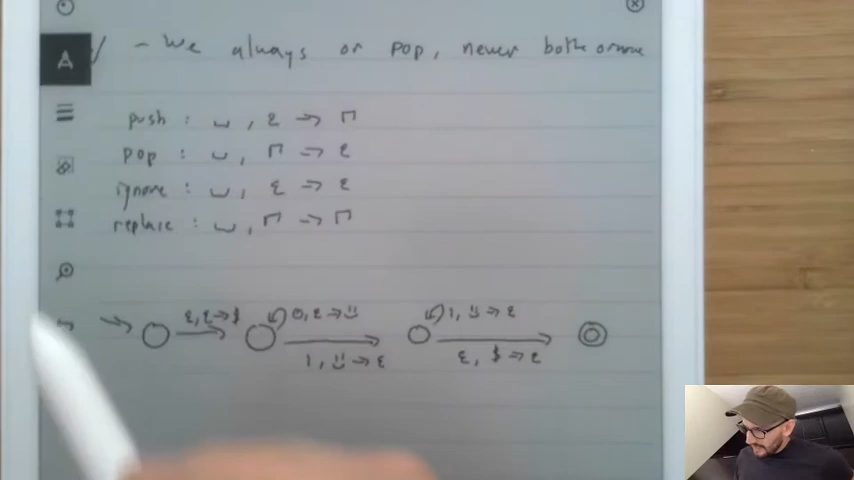 - We always or pop, never both or none
push : ␣, ε → Π
pop : ␣, Π → ε
ignore : ␣, ε → ε
replace : ␣, Π → Π
ε, ε → $ 0, ε → ü 1, ü → ε
1, ü → ε ε, $ → ε